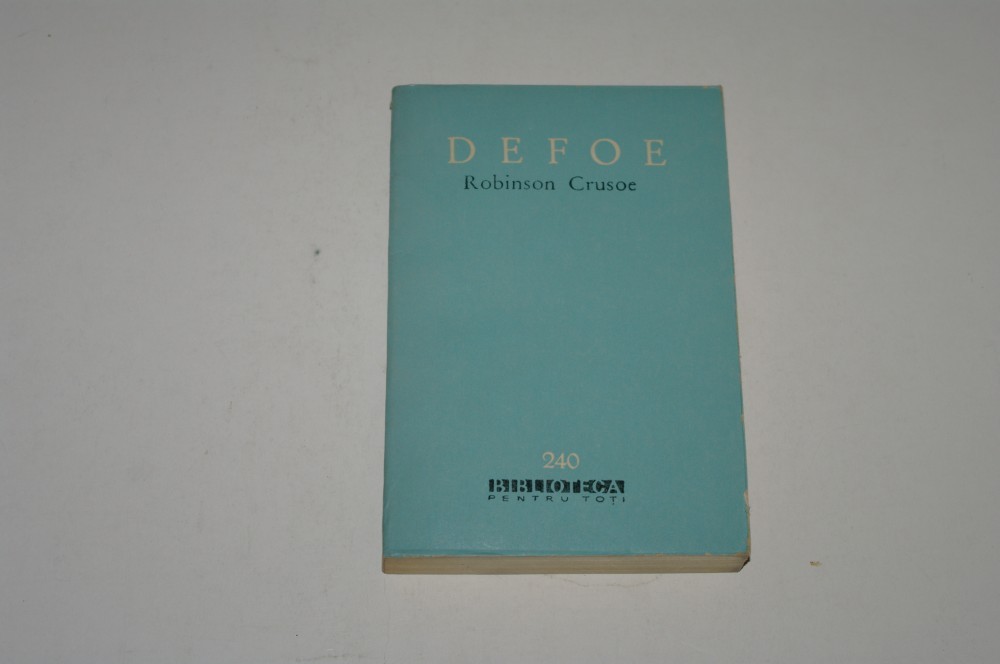 DEFOE
Robinson Crusoe
240
BIBLIOTECA
PENTRU TOȚI